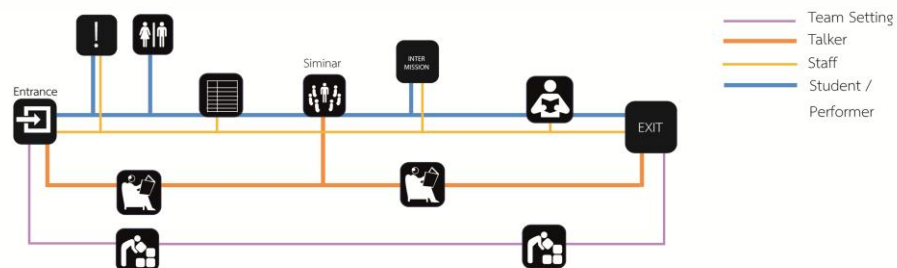 Team Setting
Talker
Staff
Student /
Performer
Siminar
INTER
MISSION
Entrance
EXIT
!